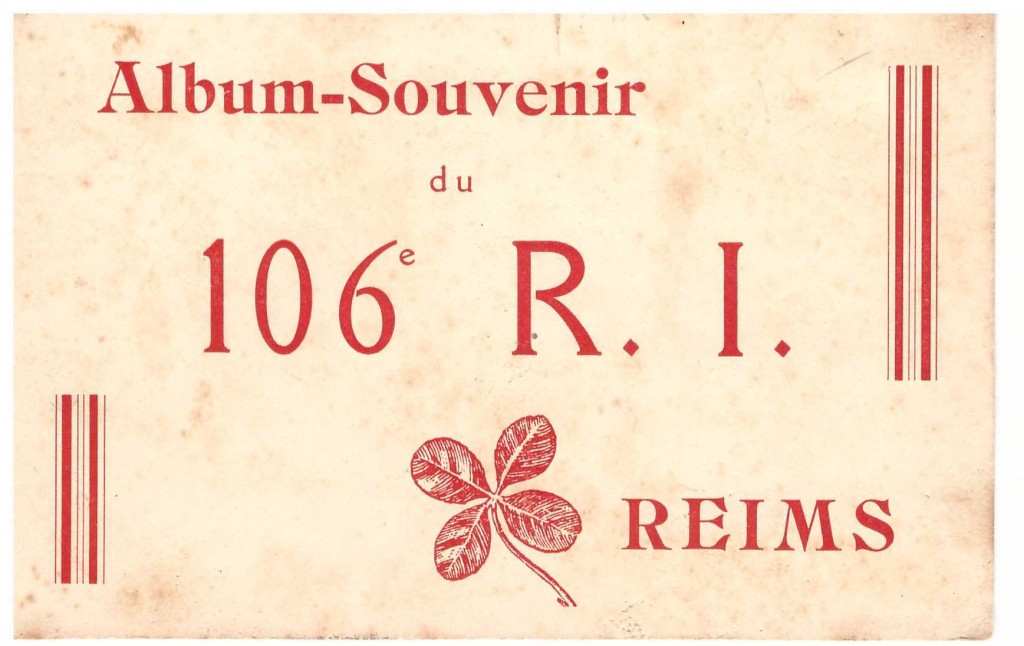 Album-Souvenir
du
106e R. I.
REIMS